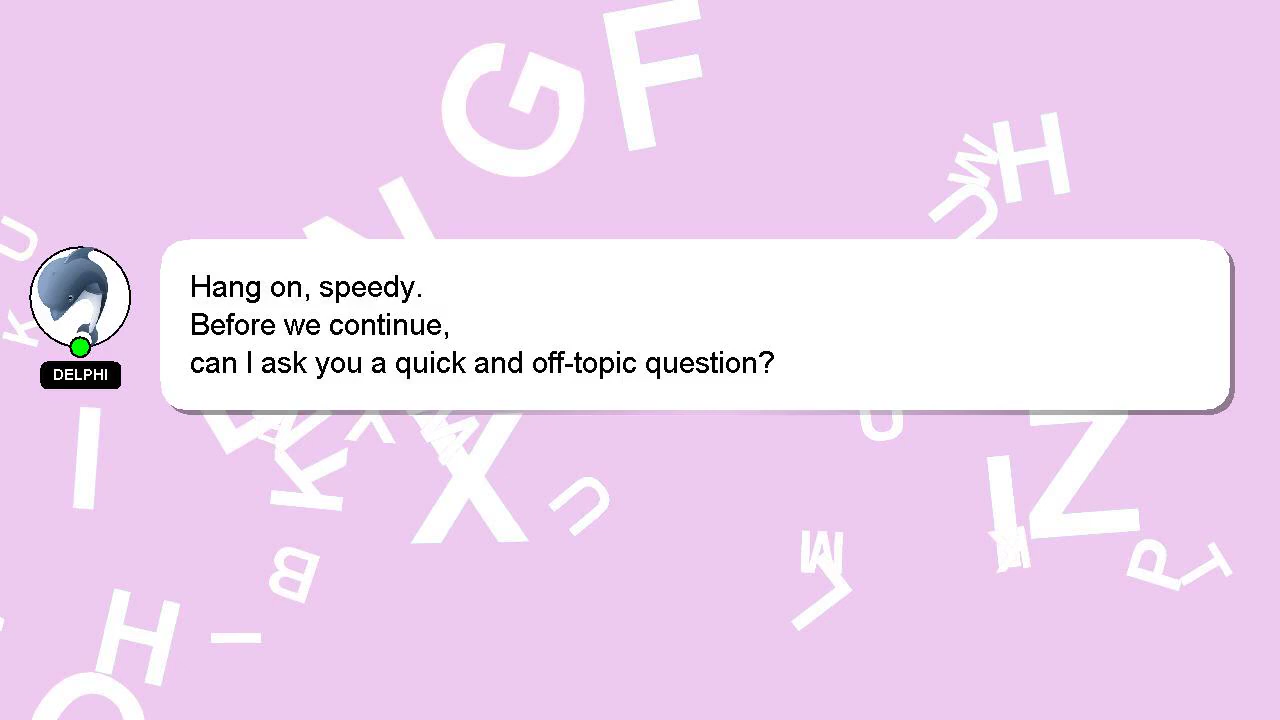 G F
H
W
U
N
U
K
Hang on, speedy.
Before we continue,
can I ask you a quick and off-topic question?
DELPHI
I
K
X
X
U
U
Z
I
M
L
P
T
B
H
I